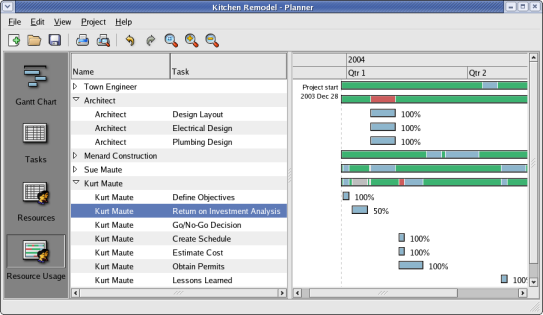 Kitchen Remodel - Planner
File Edit View Project Help
Gantt Chart
Tasks
Resources
Resource Usage
Name Task
Town Engineer
Architect
Architect Design Layout
Architect Electrical Design
Architect Plumbing Design
Menard Construction
Sue Maute
Kurt Maute
Kurt Maute Define Objectives
Kurt Maute Return on Investment Analysis
Kurt Maute Go/No-Go Decision
Kurt Maute Create Schedule
Kurt Maute Estimate Cost
Kurt Maute Obtain Permits
Kurt Maute Lessons Learned
2004
Qtr 1 Qtr 2
Project start
2003 Dec 28
100%
100%
100%
100%
50%
100%
100%
100%